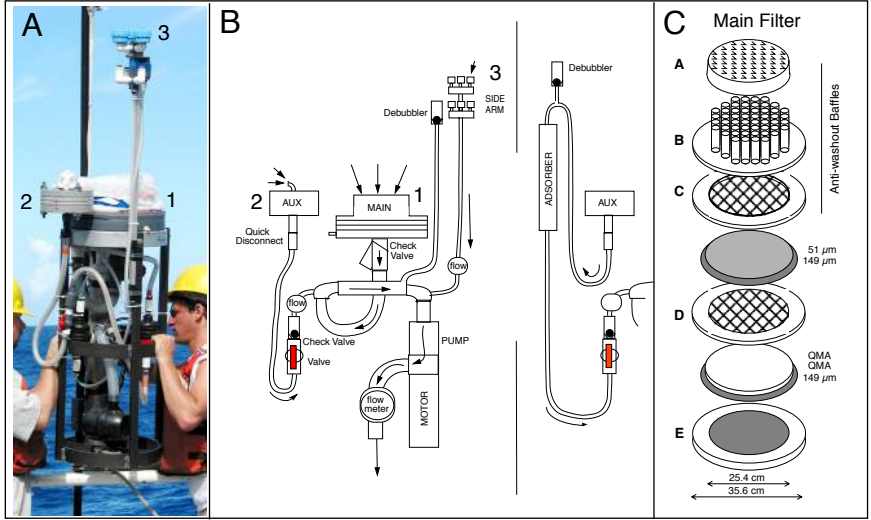 A
3
2
1
B
3
SIDE
ARM
Debubbler
2
AUX
1
MAIN
Quick
Disconnect
Check
Valve
flow
flow
Check Valve
Valve
PUMP
flow
meter
MOTOR
Debubbler
ADSORBER
AUX
C
Main Filter
A
B
C
Anti-washout Baffles
51 µm
149 µm
D
QMA
QMA
149 µm
E
25.4 cm
35.6 cm